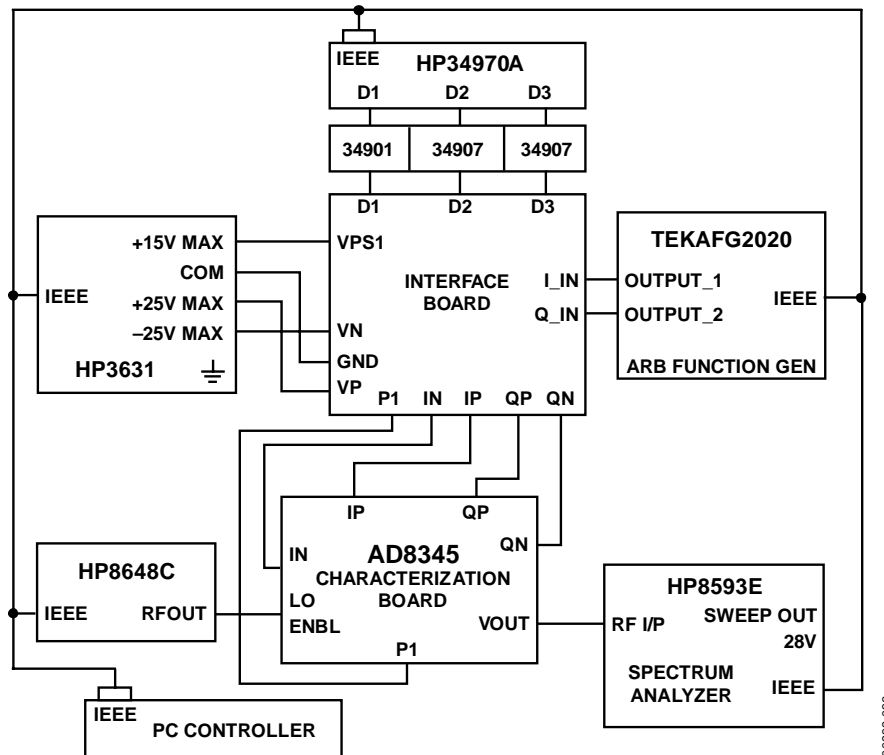 IEEE
HP34970A
D1 D2 D3
34901 34907 34907
D1 D2 D3
+15V MAX
COM
+25V MAX
–25V MAX
IEEE
HP3631
VPS1
VN
GND
VP
INTERFACE
BOARD
I_IN
Q_IN
P1 IN IP QP QN
TEKAFG2020
OUTPUT_1
OUTPUT_2
IEEE
ARB FUNCTION GEN
IP QP
IN
QN
AD8345
CHARACTERIZATION
BOARD
LO
ENBL
VOUT
P1
HP8648C
IEEE RFOUT
HP8593E
RF I/P
SWEEP OUT
28V
SPECTRUM
ANALYZER
IEEE
IEEE
PC CONTROLLER